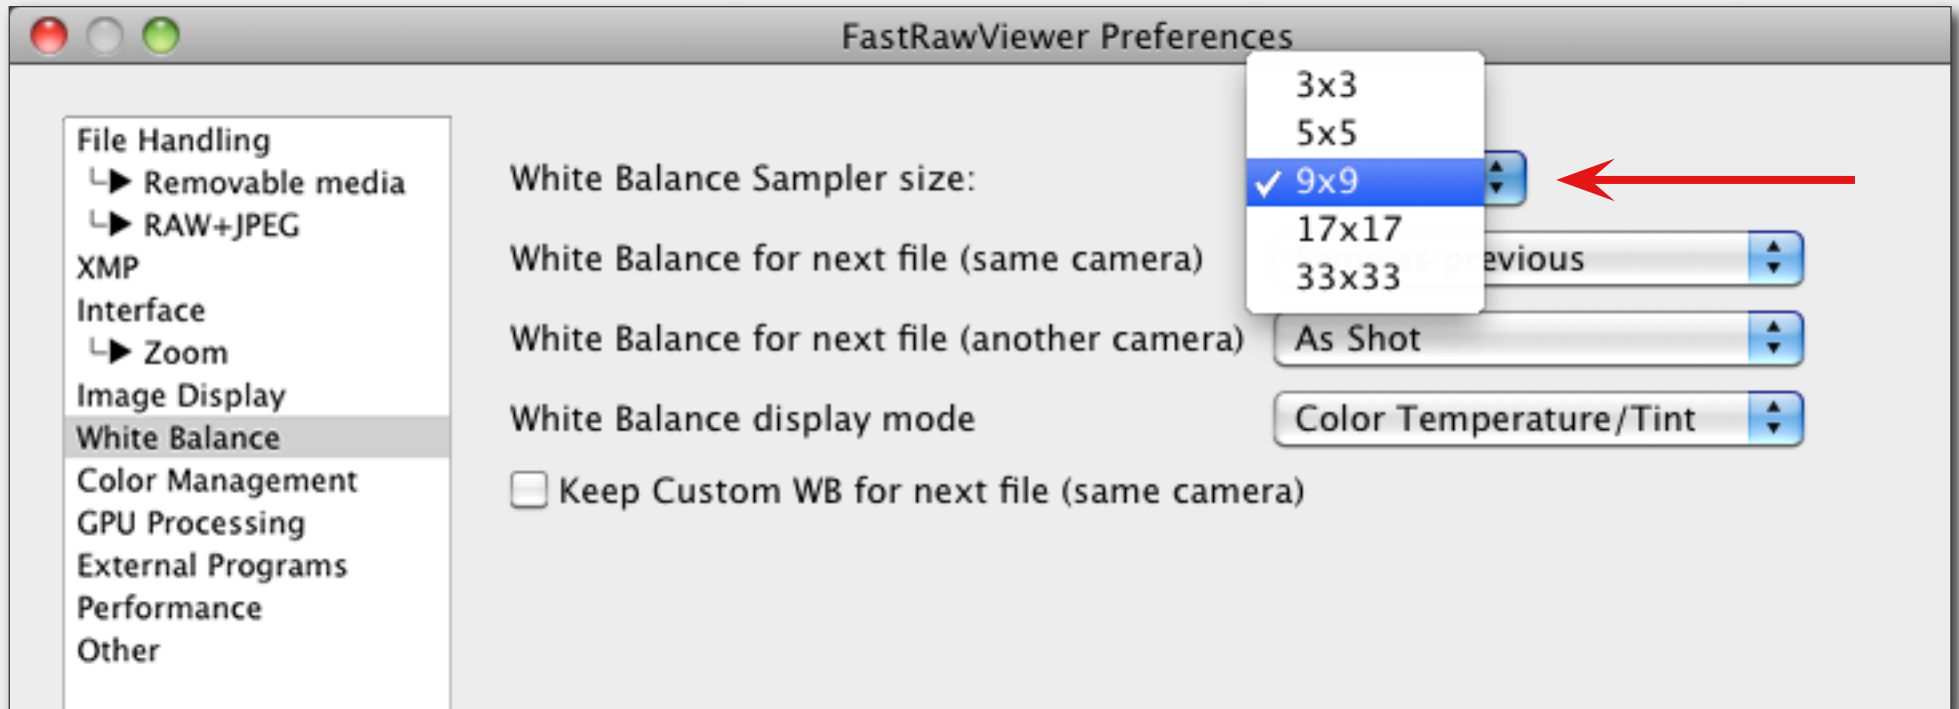 FastRawViewer Preferences
File Handling
Removable media
RAW+JPEG
XMP
Interface
Zoom
Image Display
White Balance
Color Management
GPU Processing
External Programs
Performance
Other
White Balance Sampler size:
3x3
5x5
9x9
17x17
33x33
White Balance for next file (same camera)
evious
White Balance for next file (another camera)
As Shot
White Balance display mode
Color Temperature/Tint
Keep Custom WB for next file (same camera)